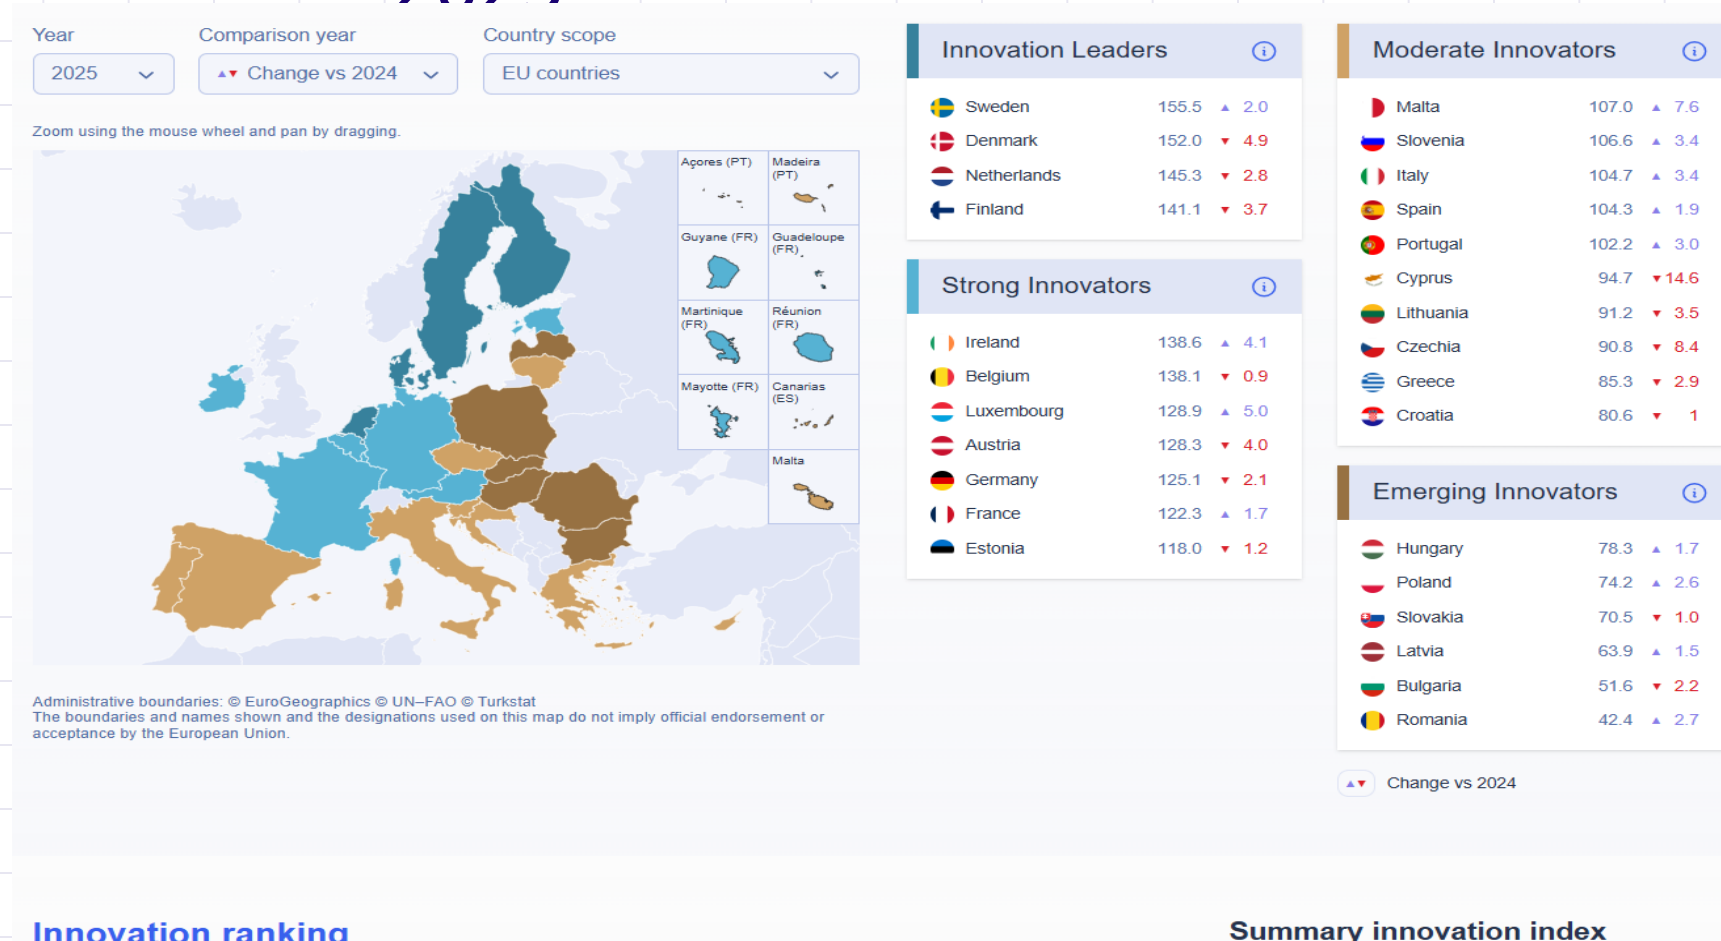 Year
Comparison year
Country scope
2025
▲▼ Change vs 2024
EU countries
Zoom using the mouse wheel and pan by dragging.
Açores (PT)
Madeira
(PT)
Guyane (FR)
Guadeloupe
(FR)
Martinique
(FR)
Réunion
(FR)
Mayotte (FR)
Canarias
(ES)
Malta
Administrative boundaries: © EuroGeographics © UN–FAO © Turkstat
The boundaries and names shown and the designations used on this map do not imply official endorsement or
acceptance by the European Union.
Innovation Leaders
Sweden 155.5 ▲ 2.0
Denmark 152.0 ▼ 4.9
Netherlands 145.3 ▼ 2.8
Finland 141.1 ▼ 3.7
Strong Innovators
Ireland 138.6 ▲ 4.1
Belgium 138.1 ▼ 0.9
Luxembourg 128.9 ▲ 5.0
Austria 128.3 ▼ 4.0
Germany 125.1 ▼ 2.1
France 122.3 ▲ 1.7
Estonia 118.0 ▼ 1.2
Moderate Innovators
Malta 107.0 ▲ 7.6
Slovenia 106.6 ▲ 3.4
Italy 104.7 ▲ 3.4
Spain 104.3 ▲ 1.9
Portugal 102.2 ▲ 3.0
Cyprus 94.7 ▼ 14.6
Lithuania 91.2 ▼ 3.5
Czechia 90.8 ▼ 8.4
Greece 85.3 ▼ 2.9
Croatia 80.6 ▼ 1
Emerging Innovators
Hungary 78.3 ▲ 1.7
Poland 74.2 ▲ 2.6
Slovakia 70.5 ▼ 1.0
Latvia 63.9 ▲ 1.5
Bulgaria 51.6 ▼ 2.2
Romania 42.4 ▲ 2.7
▲▼ Change vs 2024
Innovation ranking
Summary innovation index